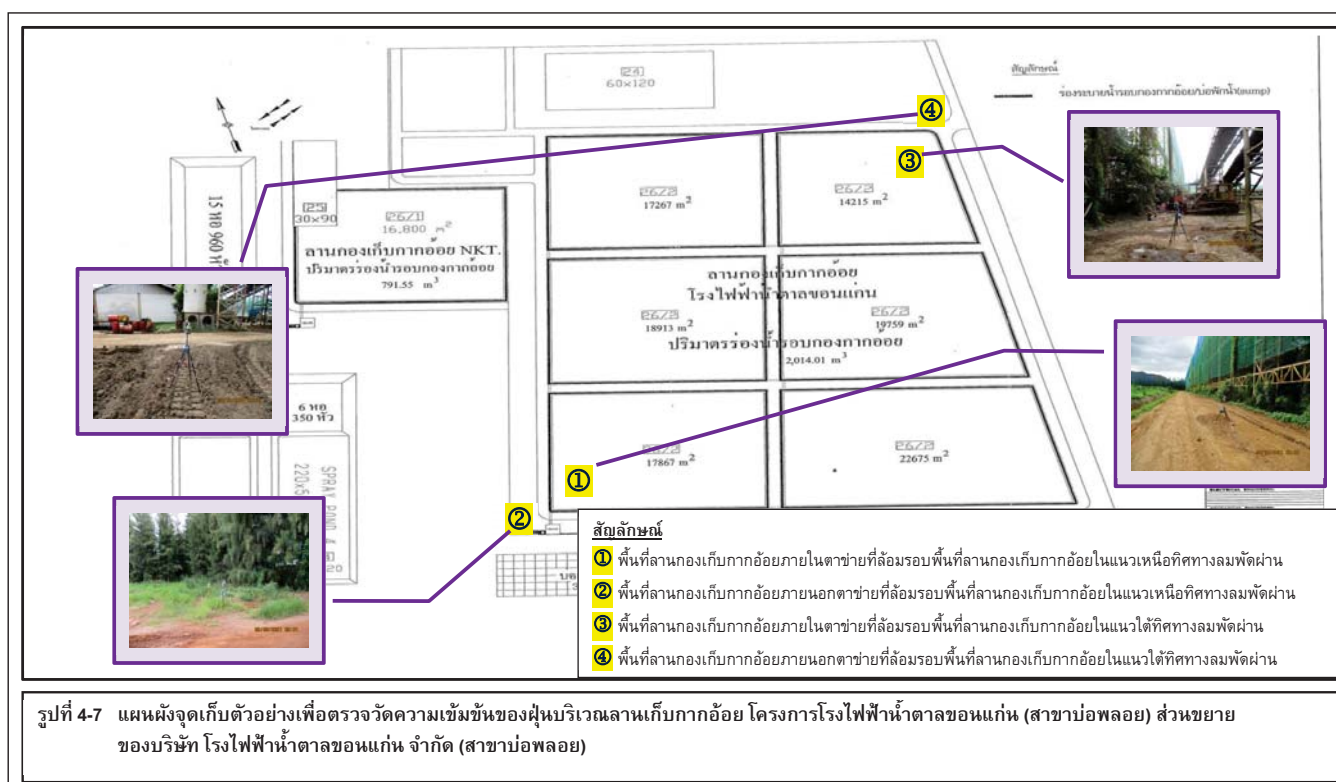 [24]
60x120
สัญลักษณ์
ร่องระบายน้ำรอบกองกากอ้อย/บ่อพักน้ำ(sump)
④
③
15 หอ 960
[25]
30x90
[26/1]
16,800 m²
ลานกองเก็บกากอ้อย NKT.
ปริมาตรร่องน้ำรอบกองกากอ้อย
791.55 m³
[26/2]
17267 m²
[26/2]
14215 m²
ลานกองเก็บกากอ้อย
โรงไฟฟ้าน้ำตาลขอนแก่น
[26/2]
18913 m²
[26/2]
19759 m²
ปริมาตรร่องน้ำรอบกองกากอ้อย
2,014.01 m³
6 หอ
350 หัว
SPRAY POND 4
[26/2]
17867 m²
[26/2]
22675 m²
①
②
สัญลักษณ์
① พื้นที่ลานกองเก็บกากอ้อยภายในตาข่ายที่ล้อมรอบพื้นที่ลานกองเก็บกากอ้อยในแนวเหนือทิศทางลมพัดผ่าน
② พื้นที่ลานกองเก็บกากอ้อยภายนอกตาข่ายที่ล้อมรอบพื้นที่ลานกองเก็บกากอ้อยในแนวเหนือทิศทางลมพัดผ่าน
③ พื้นที่ลานกองเก็บกากอ้อยภายในตาข่ายที่ล้อมรอบพื้นที่ลานกองเก็บกากอ้อยในแนวใต้ทิศทางลมพัดผ่าน
④ พื้นที่ลานกองเก็บกากอ้อยภายนอกตาข่ายที่ล้อมรอบพื้นที่ลานกองเก็บกากอ้อยในแนวใต้ทิศทางลมพัดผ่าน
รูปที่ 4-7 แผนผังจุดเก็บตัวอย่างเพื่อตรวจวัดความเข้มข้นของฝุ่นบริเวณลานเก็บกากอ้อย โครงการโรงไฟฟ้าน้ำตาลขอนแก่น (สาขาบ่อพลอย) ส่วนขยาย
ของบริษัท โรงไฟฟ้าน้ำตาลขอนแก่น จำกัด (สาขาบ่อพลอย)